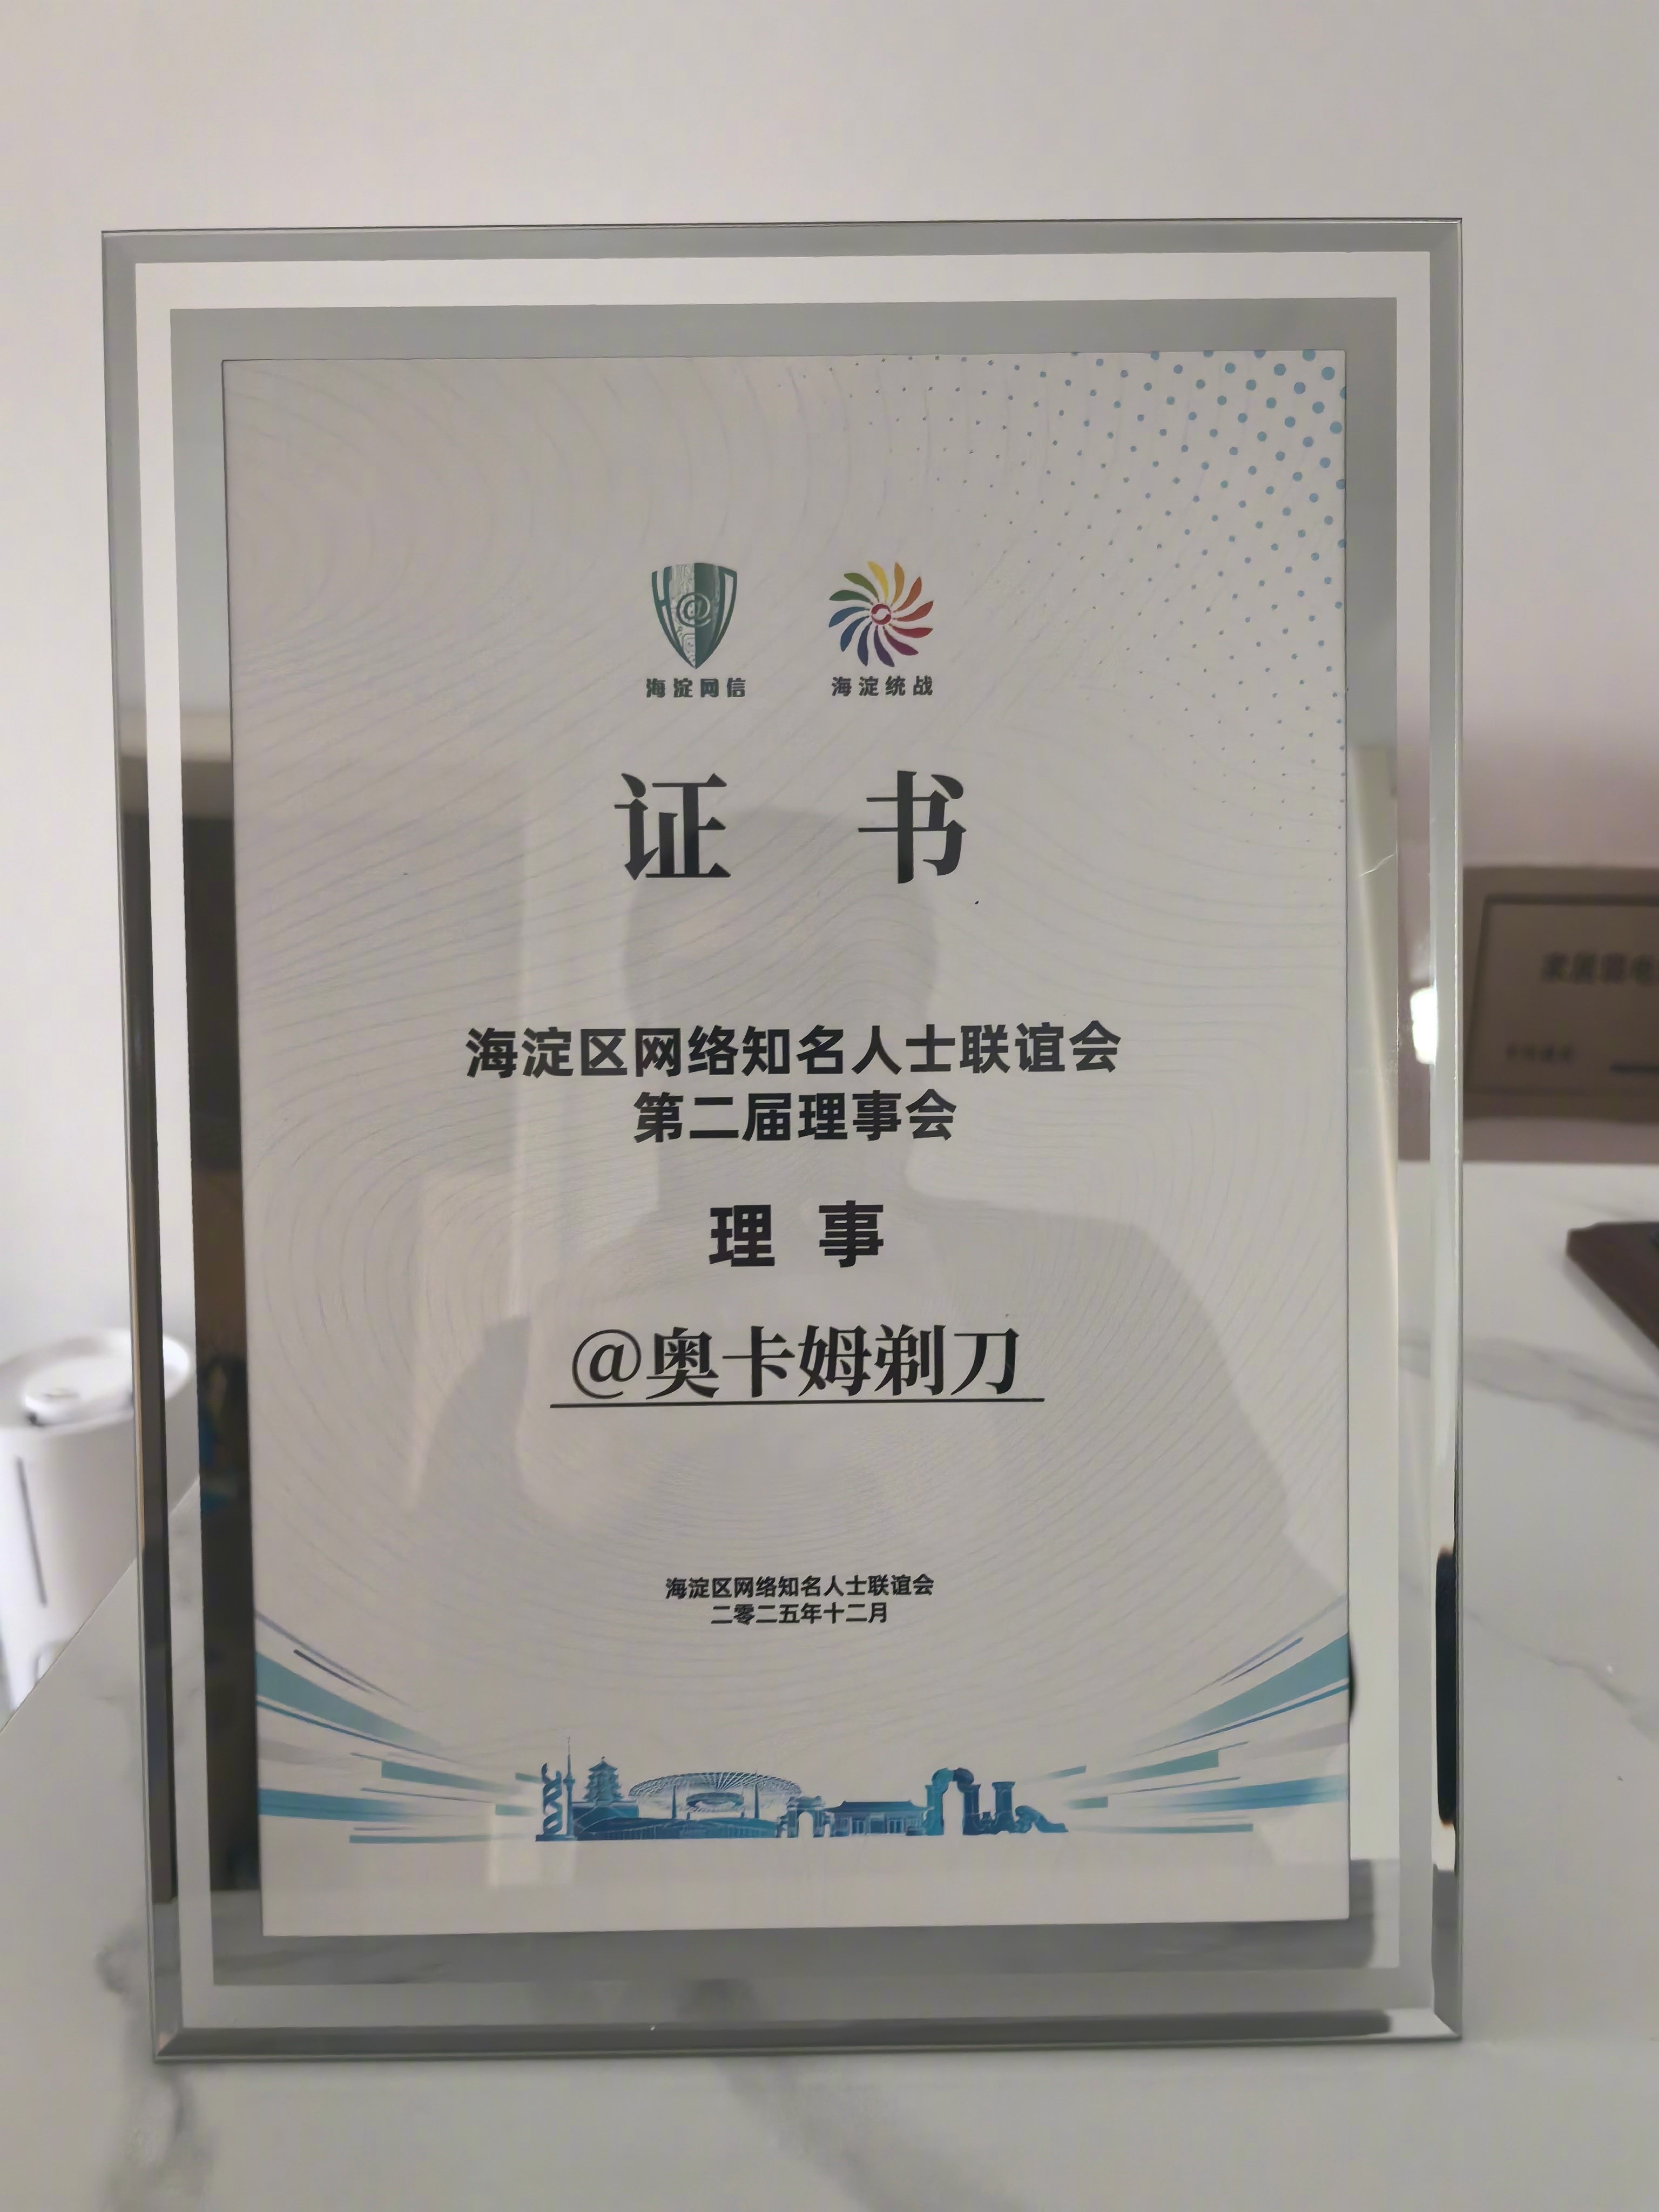 海淀网信 海淀统战
证 书
海淀区网络知名人士联谊会
第二届理事会
理 事
@奥卡姆剃刀
海淀区网络知名人士联谊会
二零二五年十二月